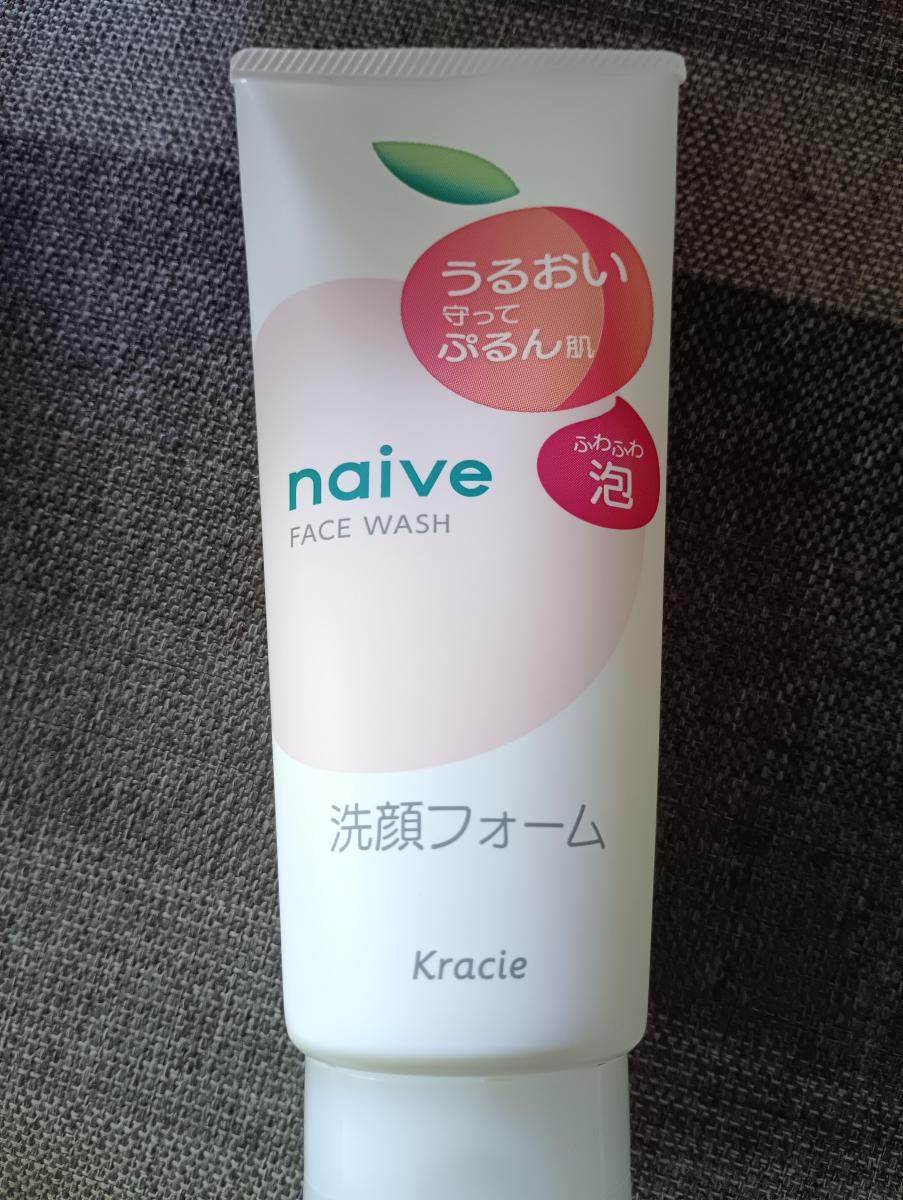 うるおい
守って
ぷるん肌
ふわふわ
泡
naive
FACE WASH
洗顔フォーム
Kracie